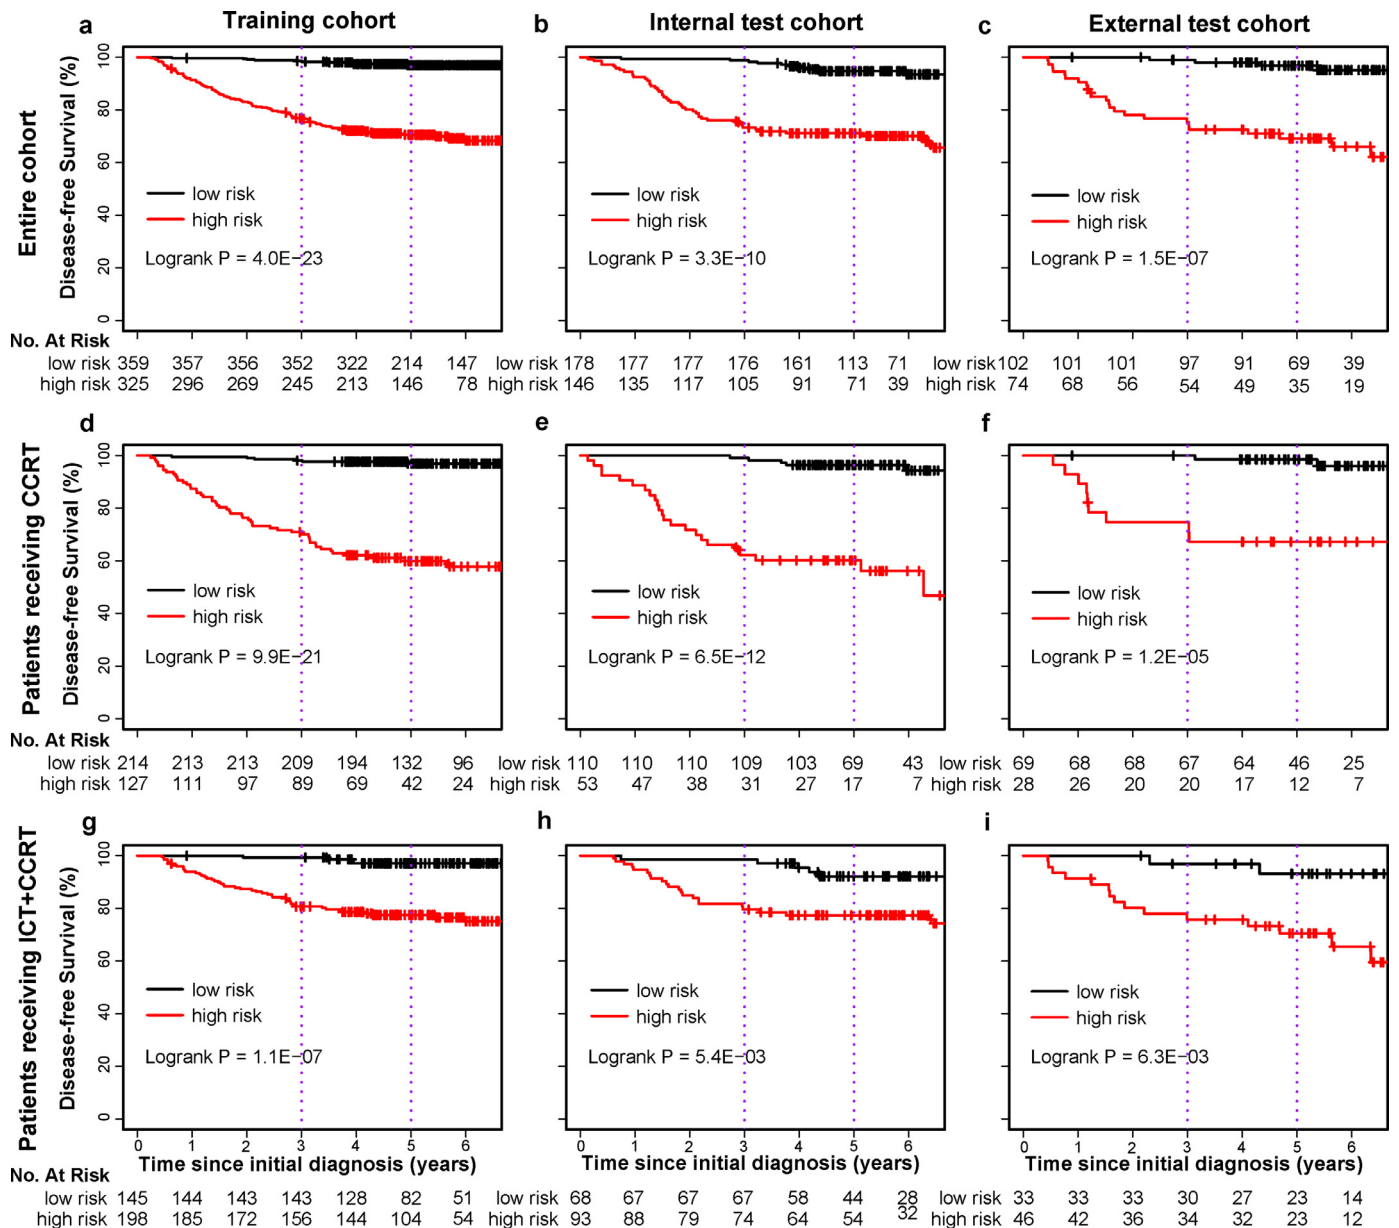 Training cohort
Internal test cohort
External test cohort
Entire cohort
a
Disease-free Survival (%)
100
80
60
40
20
0
low risk
high risk
Logrank P = 4.0E−23
b
low risk
high risk
Logrank P = 3.3E−10
c
low risk
high risk
Logrank P = 1.5E−07
No. At Risk
low risk 359 357 356 352 322 214 147
high risk 325 296 269 245 213 146 78
low risk 178 177 177 176 161 113 71
high risk 146 135 117 105 91 71 39
low risk 102 101 101 97 91 69 39
high risk 74 68 56 54 49 35 19
Patients receiving CCRT
d
Disease-free Survival (%)
100
80
60
40
20
0
low risk
high risk
Logrank P = 9.9E−21
e
low risk
high risk
Logrank P = 6.5E−12
f
low risk
high risk
Logrank P = 1.2E−05
No. At Risk
low risk 214 213 213 209 194 132 96
high risk 127 111 97 89 69 42 24
low risk 110 110 110 109 103 69 43
high risk 53 47 38 31 27 17 7
low risk 69 68 68 67 64 46 25
high risk 28 26 20 20 17 12 7
Patients receiving ICT+CCRT
g
Disease-free Survival (%)
100
80
60
40
20
0
low risk
high risk
Logrank P = 1.1E−07
0 1 2 3 4 5 6
Time since initial diagnosis (years)
h
low risk
high risk
Logrank P = 5.4E−03
0 1 2 3 4 5 6
Time since initial diagnosis (years)
i
low risk
high risk
Logrank P = 6.3E−03
0 1 2 3 4 5 6
Time since initial diagnosis (years)
No. At Risk
low risk 145 144 143 143 128 82 51
high risk 198 185 172 156 144 104 54
low risk 68 67 67 67 58 44 28
high risk 93 88 79 74 64 54 32
low risk 33 33 33 30 27 23 14
high risk 46 42 36 34 32 23 12